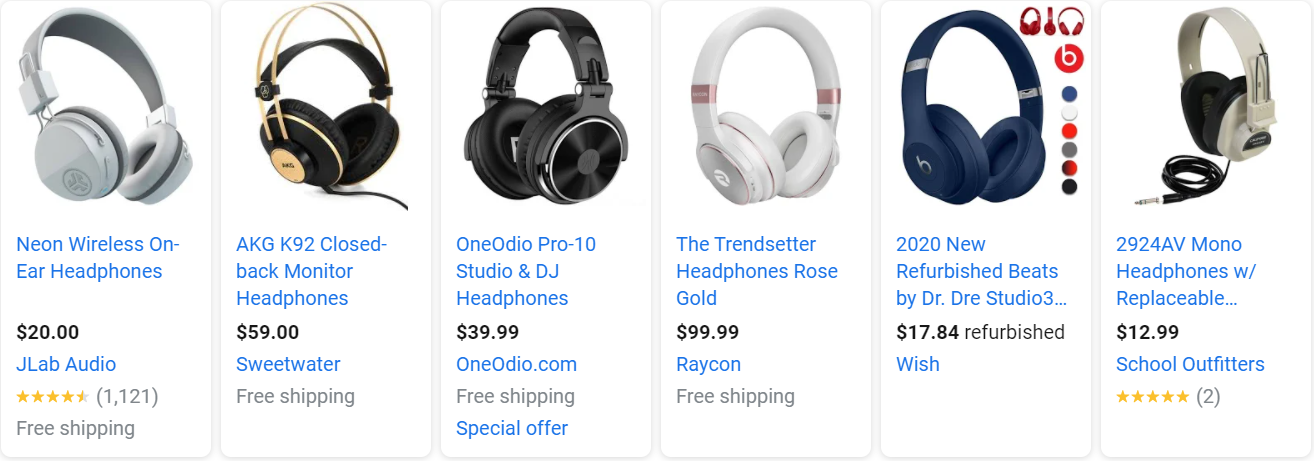 Neon Wireless On-
Ear Headphones
$20.00
JLab Audio
(1,121)
Free shipping
AKG
AKG K92 Closed-
back Monitor
Headphones
$59.00
Sweetwater
Free shipping
OneOdio Pro-10
Studio & DJ
Headphones
$39.99
OneOdio.com
Free shipping
Special offer
The Trendsetter
Headphones Rose
Gold
$99.99
Raycon
Free shipping
2020 New
Refurbished Beats
by Dr. Dre Studio3...
$17.84 refurbished
Wish
2924AV Mono
Headphones w/
Replaceable...
$12.99
School Outfitters
(2)